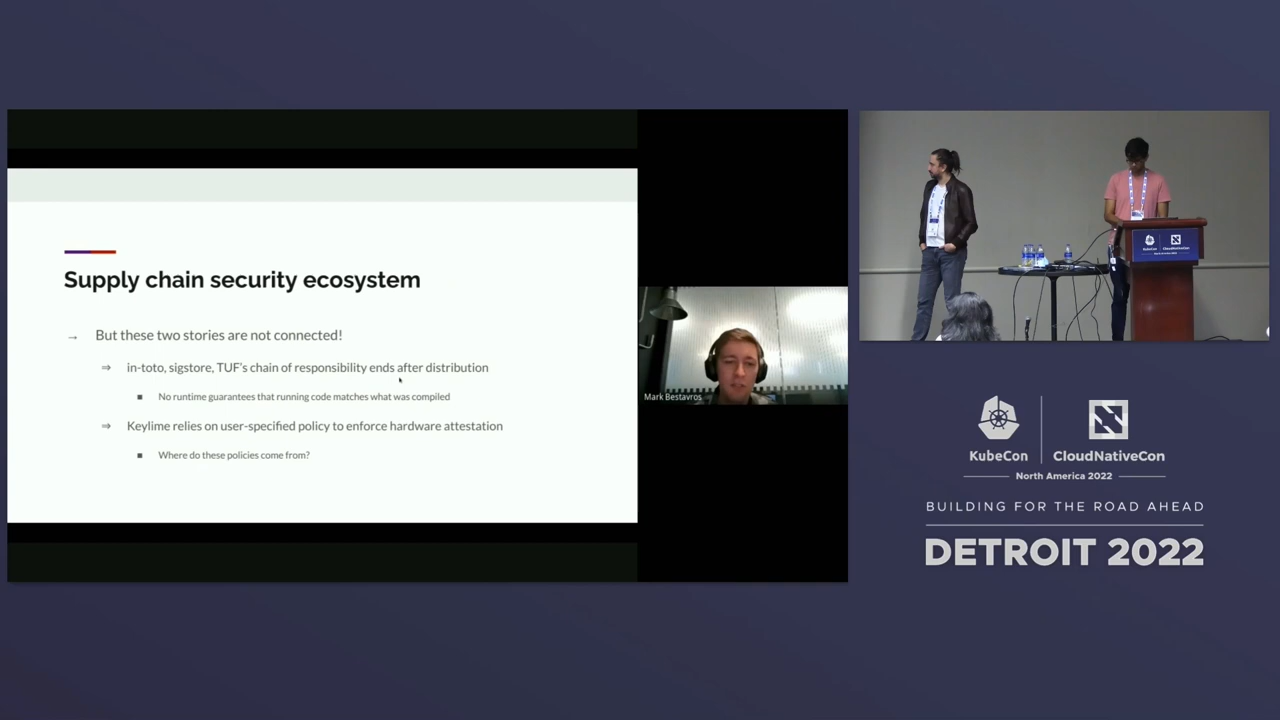 Supply chain security ecosystem
→ But these two stories are not connected!
⇒ in-toto, sigstore, TUF's chain of responsibility ends after distribution
■ No runtime guarantees that running code matches what was compiled
⇒ Keylime relies on user-specified policy to enforce hardware attestation
■ Where do these policies come from?
Mark Bestavros
KubeCon CloudNativeCon
KubeCon CloudNativeCon
North America 2022
BUILDING FOR THE ROAD AHEAD
DETROIT 2022